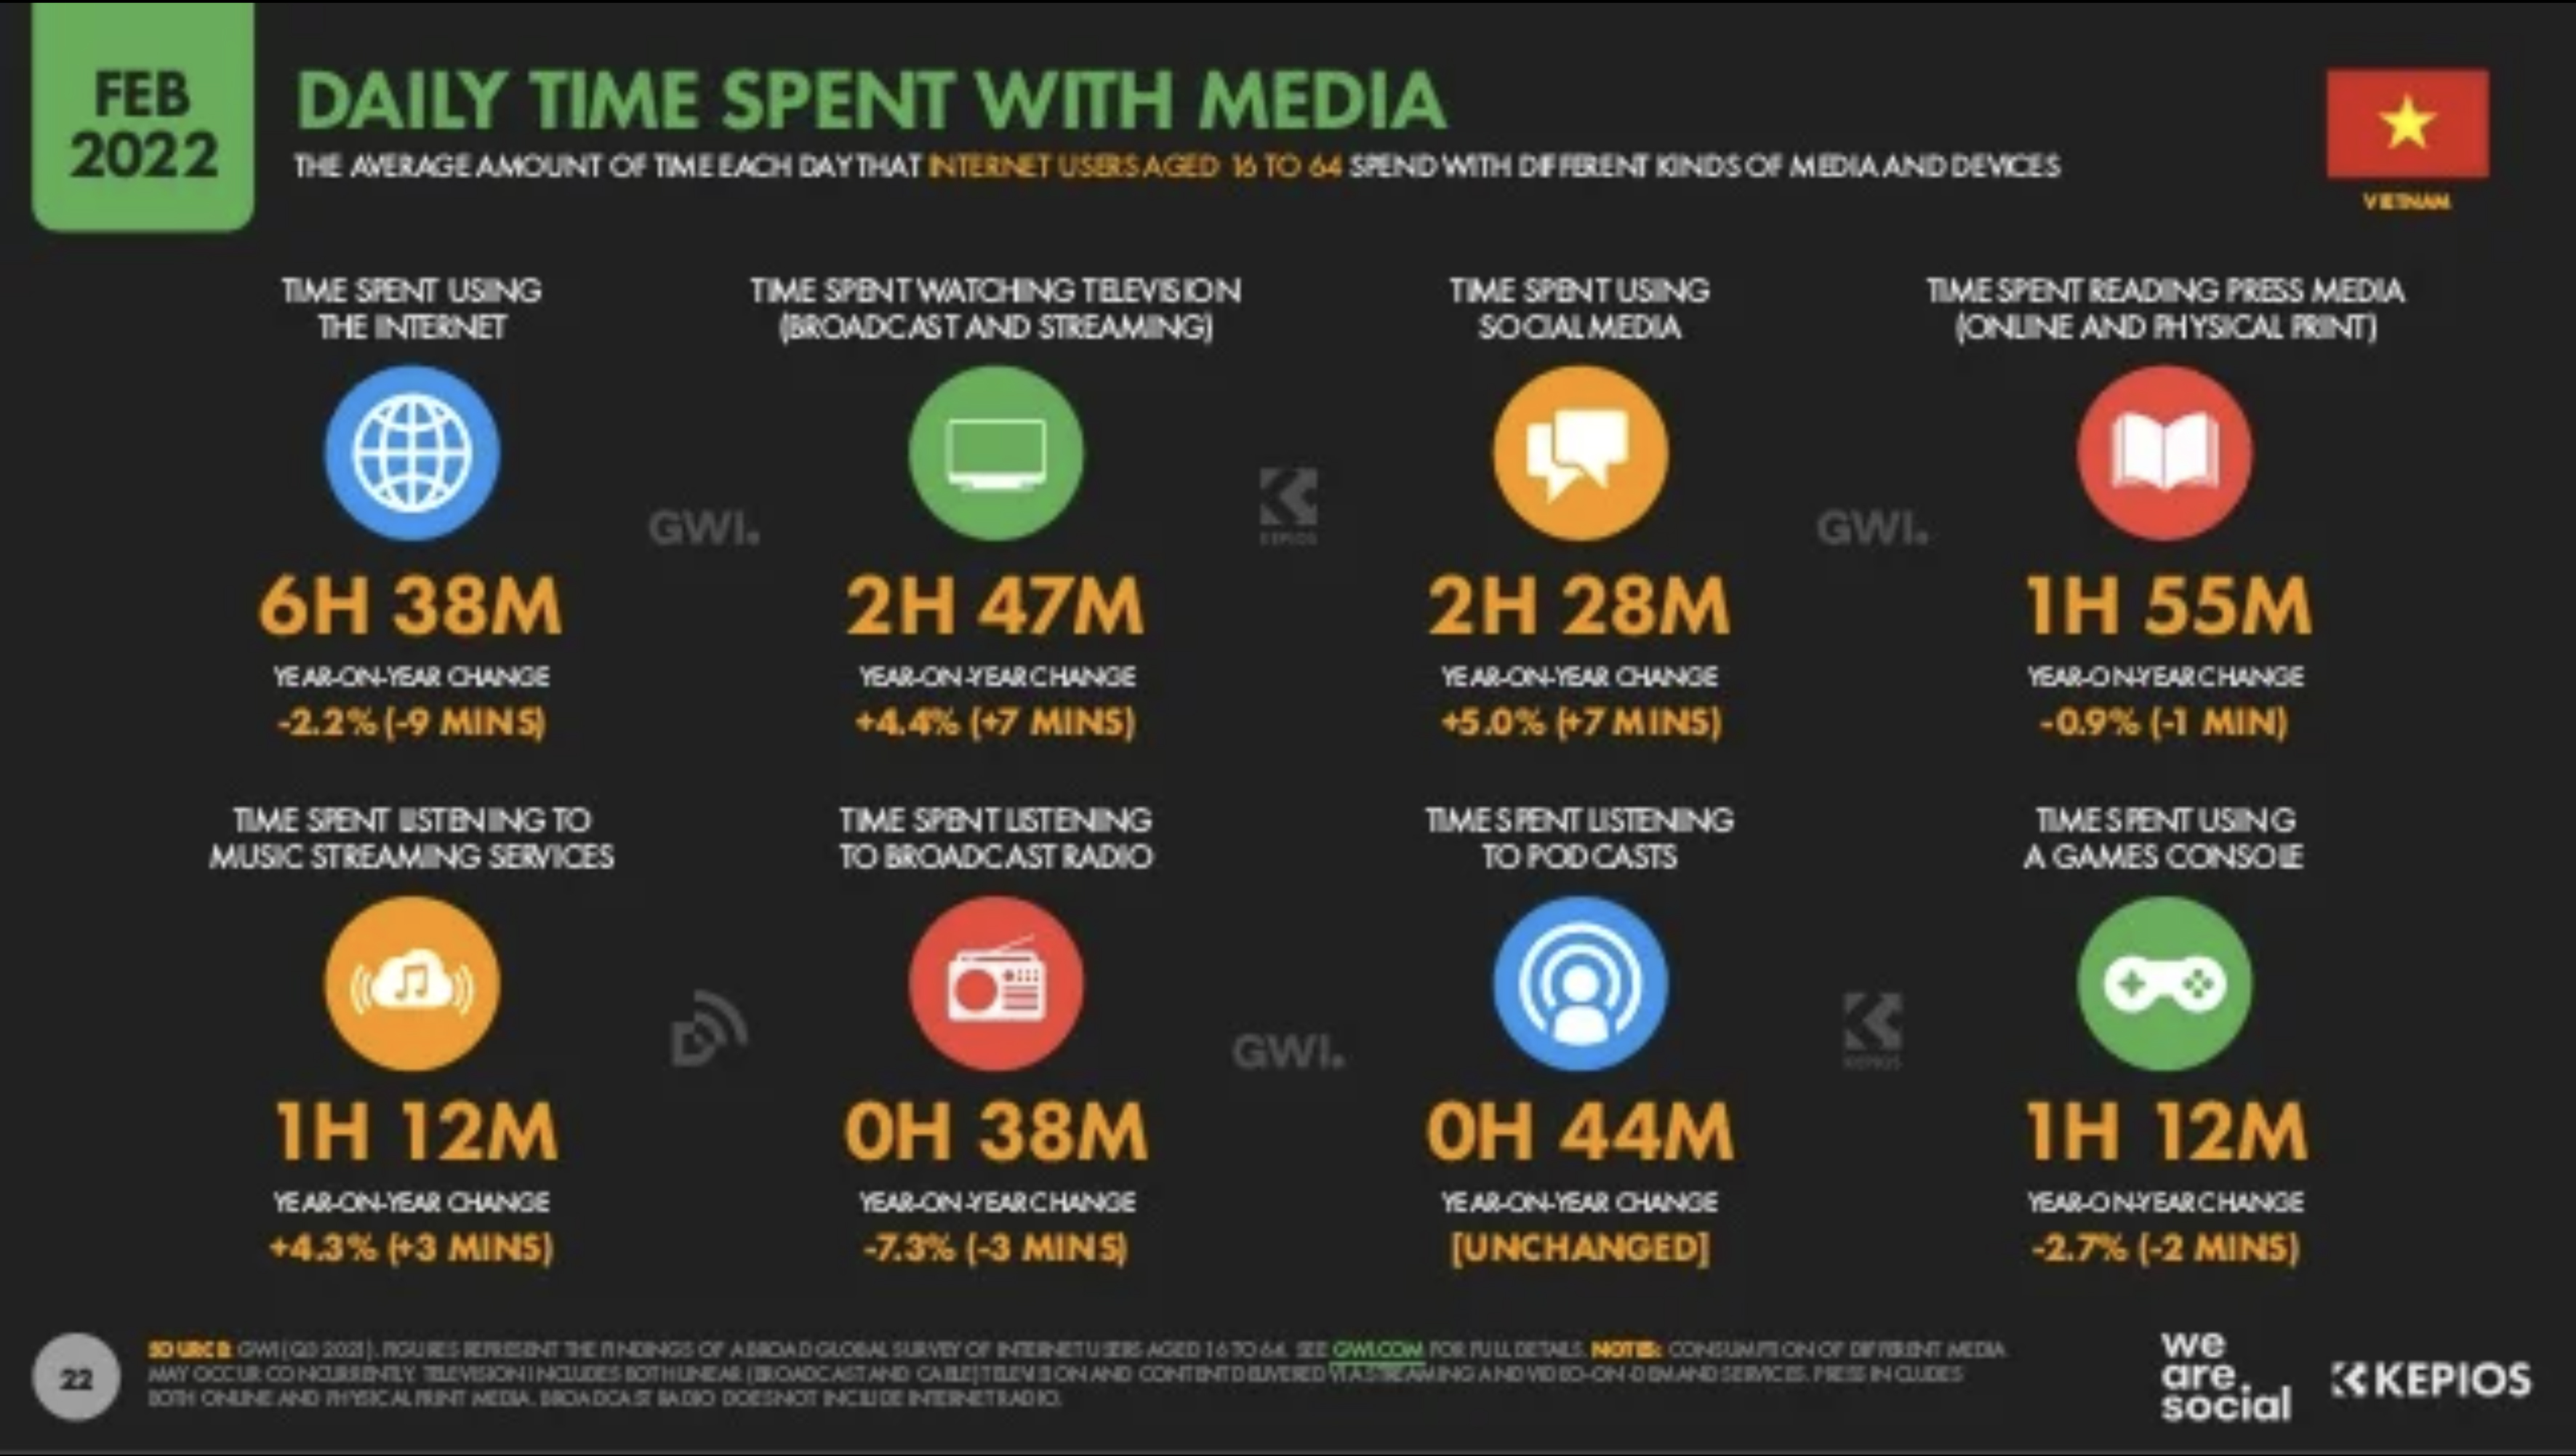 FEB
2022
DAILY TIME SPENT WITH MEDIA
THE AVERAGE AMOUNT OF TIME EACH DAY THAT INTERNET USERS AGED 16 TO 64 SPEND WITH DIFFERENT KINDS OF MEDIA AND DEVICES
VIETNAM
TIME SPENT USING
THE INTERNET
TIME SPENT WATCHING TELEVISION
(BROADCAST AND STREAMING)
TIME SPENT USING
SOCIAL MEDIA
TIME SPENT READING PRESS MEDIA
(ONLINE AND PHYSICAL PRINT)
GWI.
KEPIOS
GWI.
6H 38M
2H 47M
2H 28M
1H 55M
YEAR-ON-YEAR CHANGE
YEAR-ON-YEAR CHANGE
YEAR-ON-YEAR CHANGE
YEAR-ON-YEAR CHANGE
-2.2% (-9 MINS)
+4.4% (+7 MINS)
+5.0% (+7 MINS)
-0.9% (-1 MIN)
TIME SPENT LISTENING TO
MUSIC STREAMING SERVICES
TIME SPENT LISTENING
TO BROADCAST RADIO
TIME SPENT LISTENING
TO PODCASTS
TIME SPENT USING
A GAMES CONSOLE
GWI.
KEPIOS
1H 12M
0H 38M
0H 44M
1H 12M
YEAR-ON-YEAR CHANGE
YEAR-ON-YEAR CHANGE
YEAR-ON-YEAR CHANGE
YEAR-ON-YEAR CHANGE
+4.3% (+3 MINS)
-7.3% (-3 MINS)
[UNCHANGED]
-2.7% (-2 MINS)
22
SOURCE: GWI (Q3 2021). FIGURES REPRESENT THE FINDINGS OF A BROAD GLOBAL SURVEY OF INTERNET USERS AGED 16 TO 64. SEE GWI.COM FOR FULL DETAILS. NOTES: CONSUMPTION OF DIFFERENT MEDIA
MAY OCCUR CONCURRENTLY. TELEVISION INCLUDES BOTH LINEAR (BROADCAST AND CABLE) TELEVISION AND CONTENT DELIVERED VIA STREAMING AND VIDEO-ON-DEMAND SERVICES. PRESS INCLUDES
BOTH ONLINE AND PHYSICAL PRINT MEDIA. BROADCAST RADIO DOES NOT INCLUDE INTERNET RADIO.
we
are
social
KEPIOS